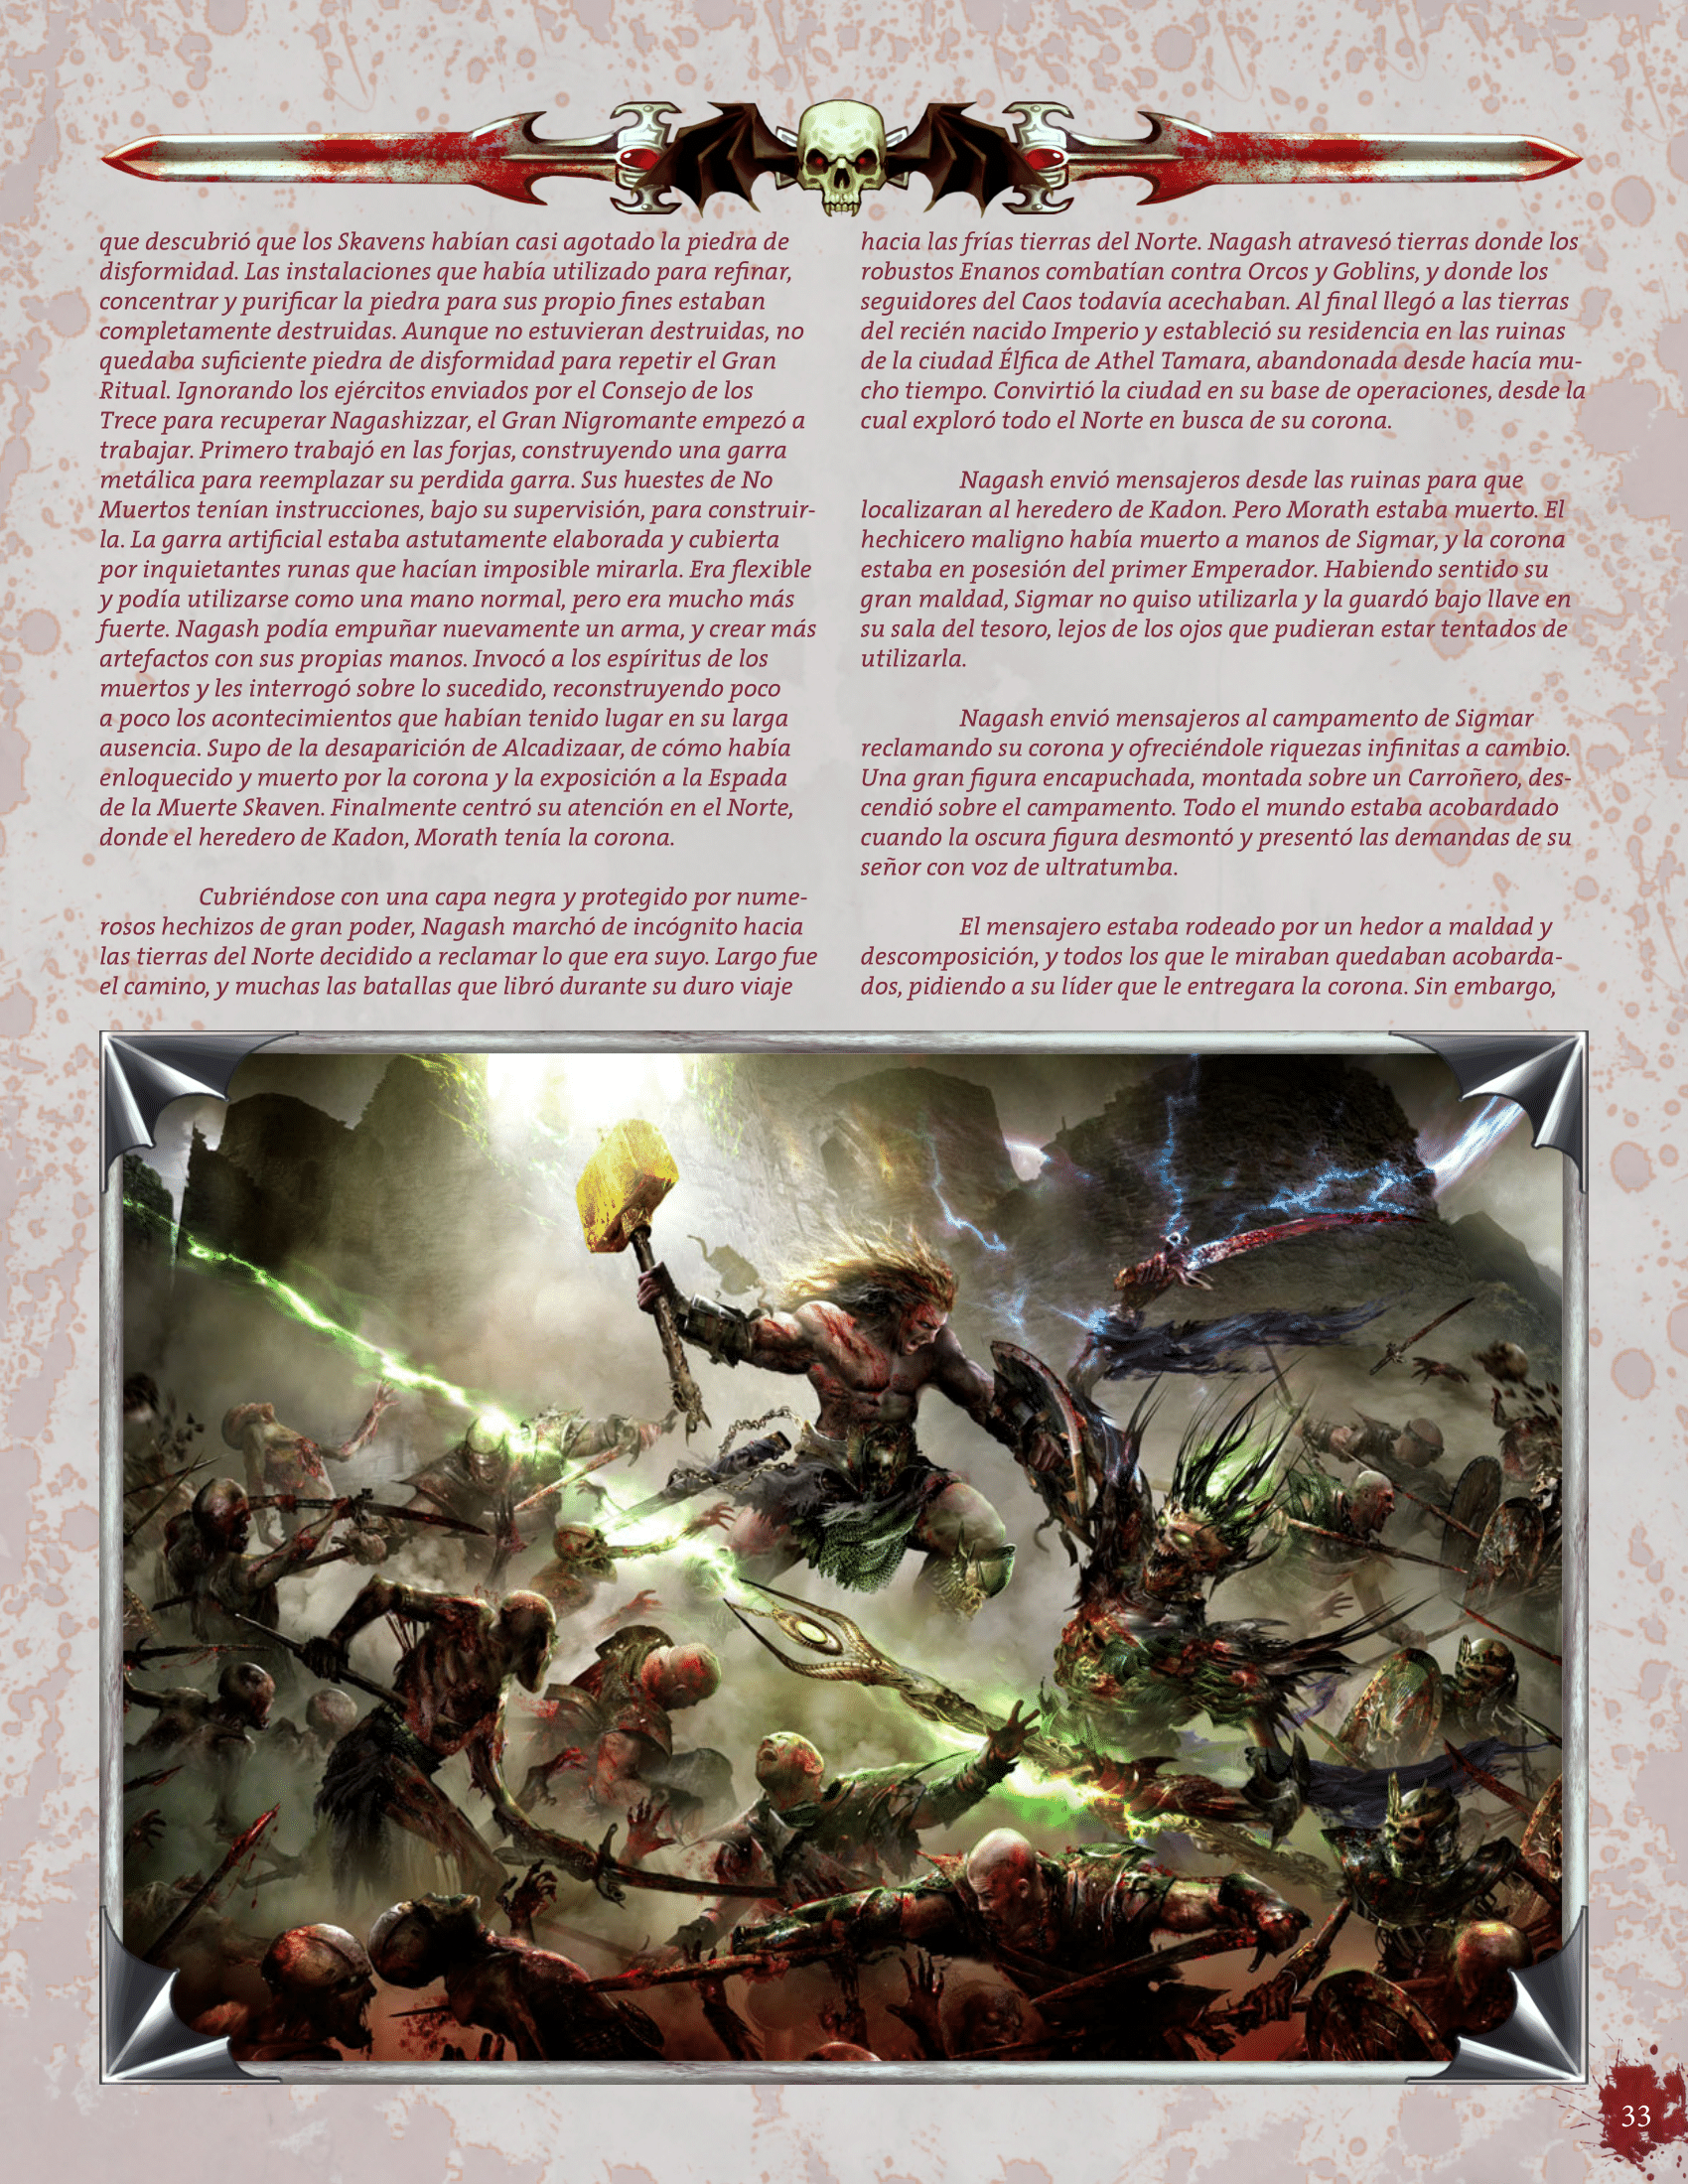 que descubrió que los Skavens habían casi agotado la piedra de
disformidad. Las instalaciones que había utilizado para refinar,
concentrar y purificar la piedra para sus propio fines estaban
completamente destruidas. Aunque no estuvieran destruidas, no
quedaba suficiente piedra de disformidad para repetir el Gran
Ritual. Ignorando los ejércitos enviados por el Consejo de los
Trece para recuperar Nagashizzar, el Gran Nigromante empezó a
trabajar. Primero trabajó en las forjas, construyendo una garra
metálica para reemplazar su perdida garra. Sus huestes de No
Muertos tenían instrucciones, bajo su supervisión, para construir-
la. La garra artificial estaba astutamente elaborada y cubierta
por inquietantes runas que hacían imposible mirarla. Era flexible
y podía utilizarse como una mano normal, pero era mucho más
fuerte. Nagash podía empuñar nuevamente un arma, y crear más
artefactos con sus propias manos. Invocó a los espíritus de los
muertos y les interrogó sobre lo sucedido, reconstruyendo poco
a poco los acontecimientos que habían tenido lugar en su larga
ausencia. Supo de la desaparición de Alcadizaar, de cómo había
enloquecido y muerto por la corona y la exposición a la Espada
de la Muerte Skaven. Finalmente centró su atención en el Norte,
donde el heredero de Kadon, Morath tenía la corona.
Cubriéndose con una capa negra y protegido por nume-
rosos hechizos de gran poder, Nagash marchó de incógnito hacia
las tierras del Norte decidido a reclamar lo que era suyo. Largo fue
el camino, y muchas las batallas que libró durante su duro viaje
hacia las frías tierras del Norte. Nagash atravesó tierras donde los
robustos Enanos combatían contra Orcos y Goblins, y donde los
seguidores del Caos todavía acechaban. Al final llegó a las tierras
del recién nacido Imperio y estableció su residencia en las ruinas
de la ciudad Élfica de Athel Tamara, abandonada desde hacía mu-
cho tiempo. Convirtió la ciudad en su base de operaciones, desde la
cual exploró todo el Norte en busca de su corona.
Nagash envió mensajeros desde las ruinas para que
localizaran al heredero de Kadon. Pero Morath estaba muerto. El
hechicero maligno había muerto a manos de Sigmar, y la corona
estaba en posesión del primer Emperador. Habiendo sentido su
gran maldad, Sigmar no quiso utilizarla y la guardó bajo llave en
su sala del tesoro, lejos de los ojos que pudieran estar tentados de
utilizarla.
Nagash envió mensajeros al campamento de Sigmar
reclamando su corona y ofreciéndole riquezas infinitas a cambio.
Una gran figura encapuchada, montada sobre un Carroñero, des-
cendió sobre el campamento. Todo el mundo estaba acobardado
cuando la oscura figura desmontó y presentó las demandas de su
señor con voz de ultratumba.
El mensajero estaba rodeado por un hedor a maldad y
descomposición, y todos los que le miraban quedaban acobarda-
dos, pidiendo a su líder que le entregara la corona. Sin embargo,
33